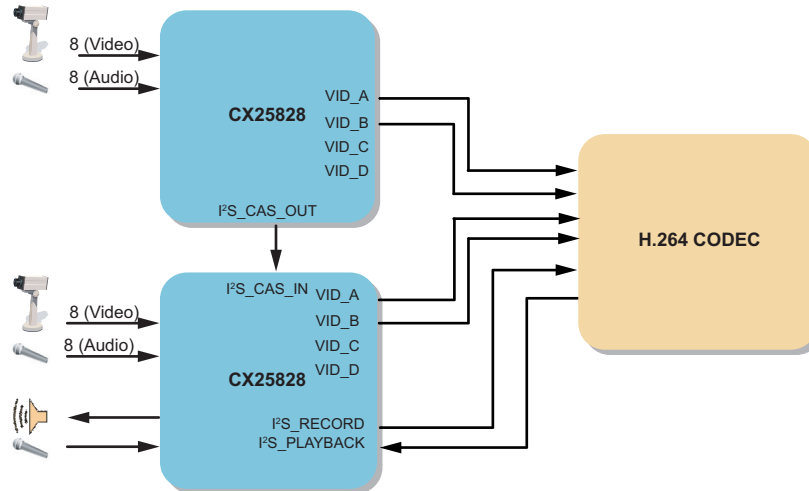 8 (Video)
8 (Audio)
CX25828
VID_A
VID_B
VID_C
VID_D
I²S_CAS_OUT
H.264 CODEC
I²S_CAS_IN
VID_A
8 (Video)
VID_B
8 (Audio)
VID_C
VID_D
CX25828
I²S_RECORD
I²S_PLAYBACK